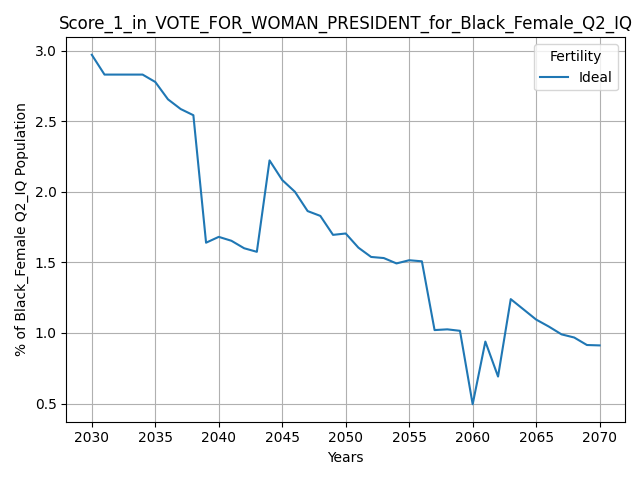 Score_1_in_VOTE_FOR_WOMAN_PRESIDENT_for_Black_Female_Q2_IQ
Fertility
Ideal
% of Black_Female Q2_IQ Population
3.0
2.5
2.0
1.5
1.0
0.5
2030 2035 2040 2045 2050 2055 2060 2065 2070
Years